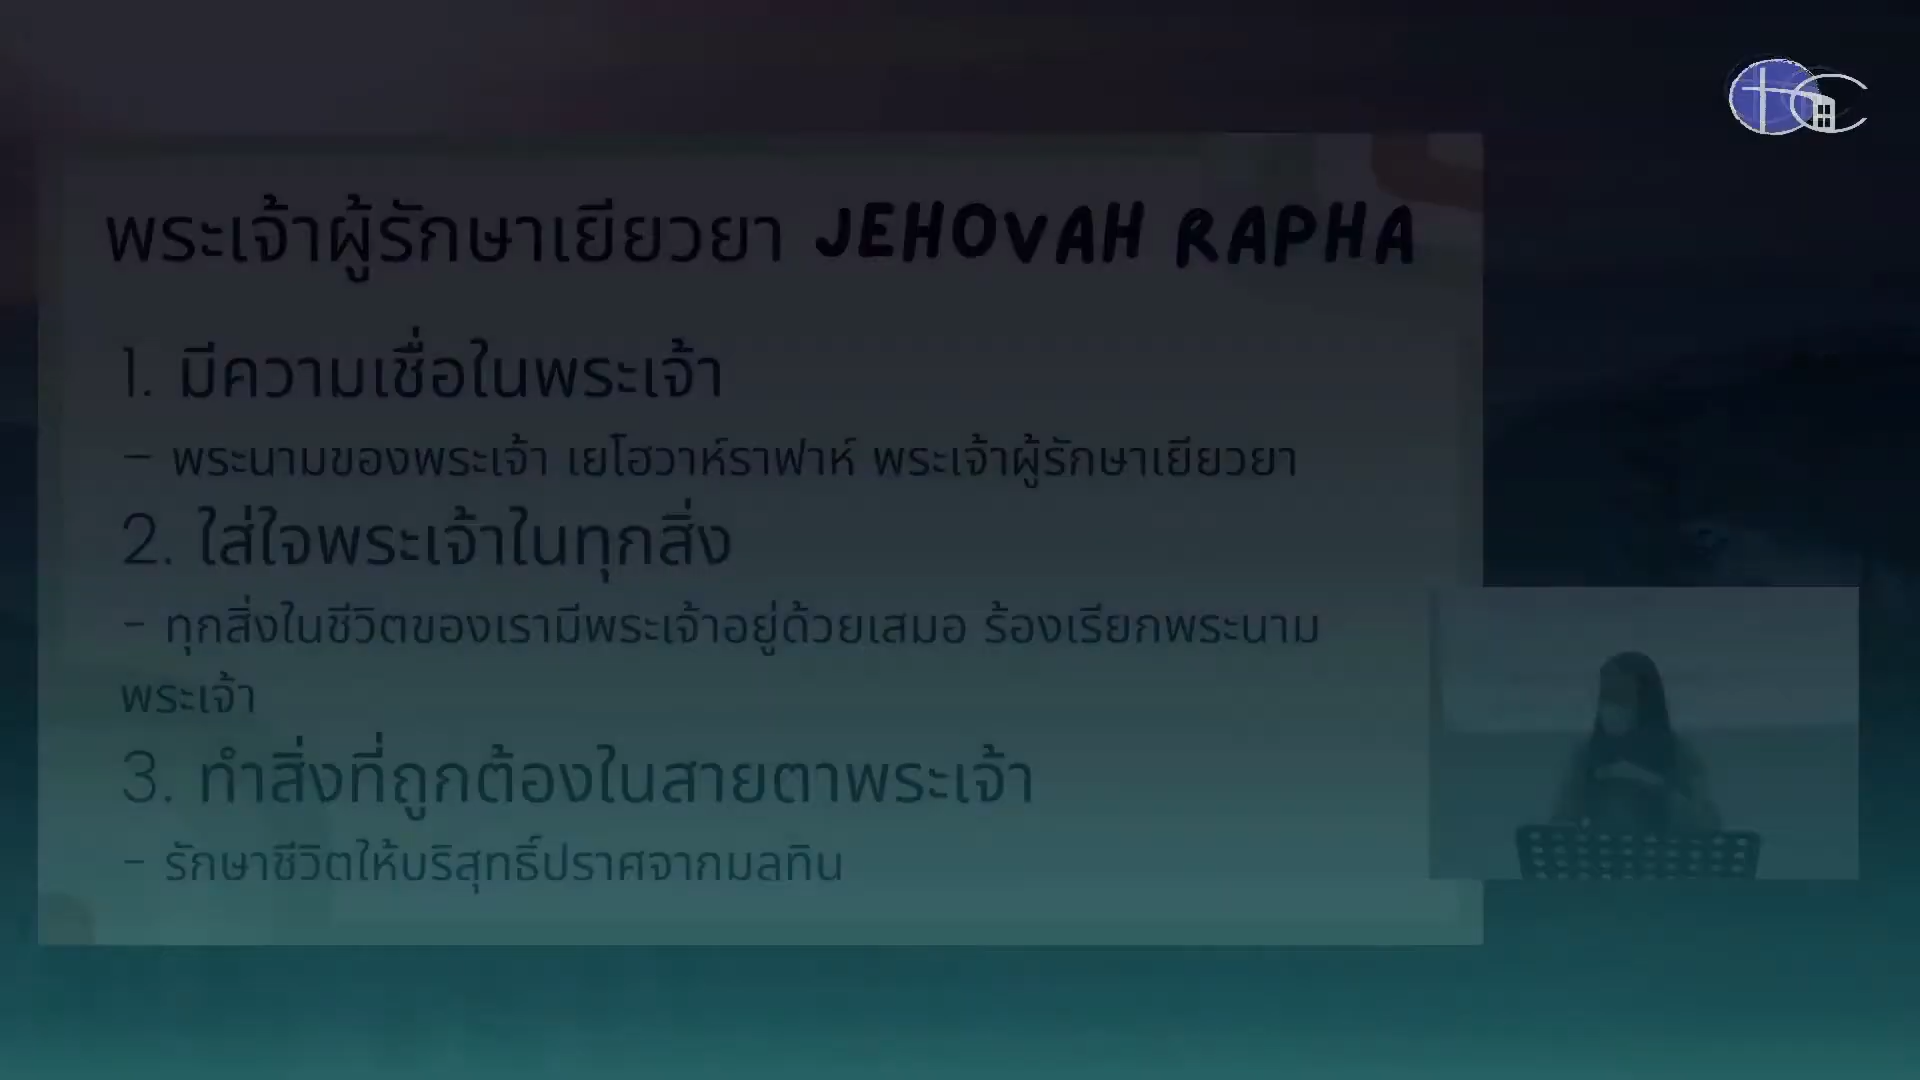 พระเจ้าผู้รักษาเยียวยา JEHOVAH RAPHA
1. มีความเชื่อในพระเจ้า
- พระนามของพระเจ้า เยโฮวาห์ราฟาห์ พระเจ้าผู้รักษาเยียวยา
2. ใส่ใจพระเจ้าในทุกสิ่ง
- ทุกสิ่งในชีวิตของเรามีพระเจ้าอยู่ด้วยเสมอ ร้องเรียกพระนาม
พระเจ้า
3. ทำสิ่งที่ถูกต้องในสายตาพระเจ้า
- รักษาชีวิตให้บริสุทธิ์ปราศจากมลทิน